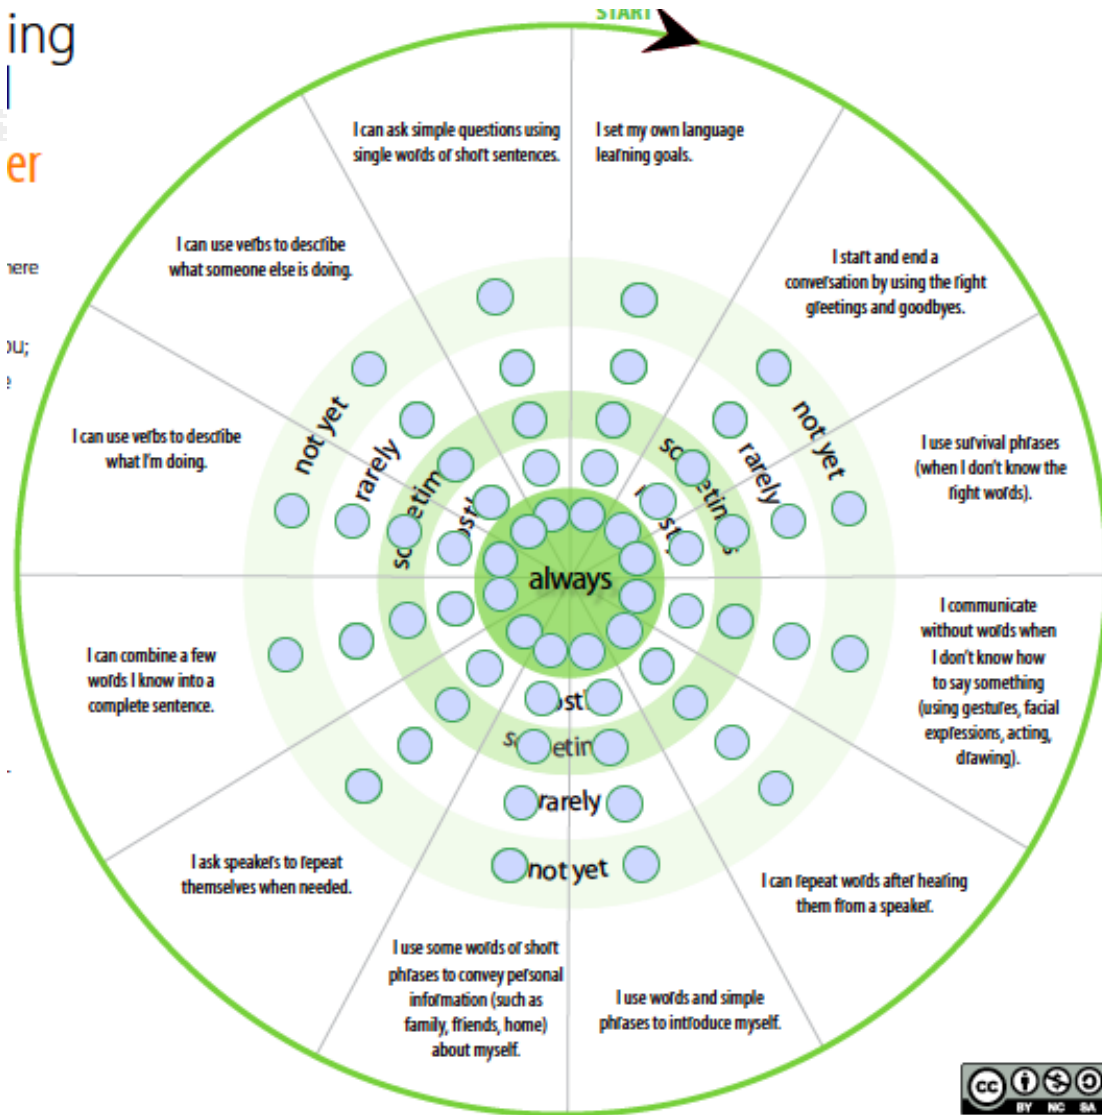 ing
er
here
ou;
START
I set my own language
learning goals.
I start and end a
conversation by using the right
greetings and goodbyes.
I use survival phrases
(when I don't know the
right words).
I communicate
without words when
I don't know how
to say something
(using gestures, facial
expressions, acting,
drawing).
I can repeat words after hearing
them from a speaker.
I use words and simple
phrases to introduce myself.
I use some words or short
phrases to convey personal
information (such as
family, friends, home)
about myself.
I ask speakers to repeat
themselves when needed.
I can combine a few
words I know into a
complete sentence.
I can use verbs to describe
what I'm doing.
I can use verbs to describe
what someone else is doing.
I can ask simple questions using
single words or short sentences.
not yet
rarely
not yet
rarely
always
rarely
not yet
cc
BY NC SA